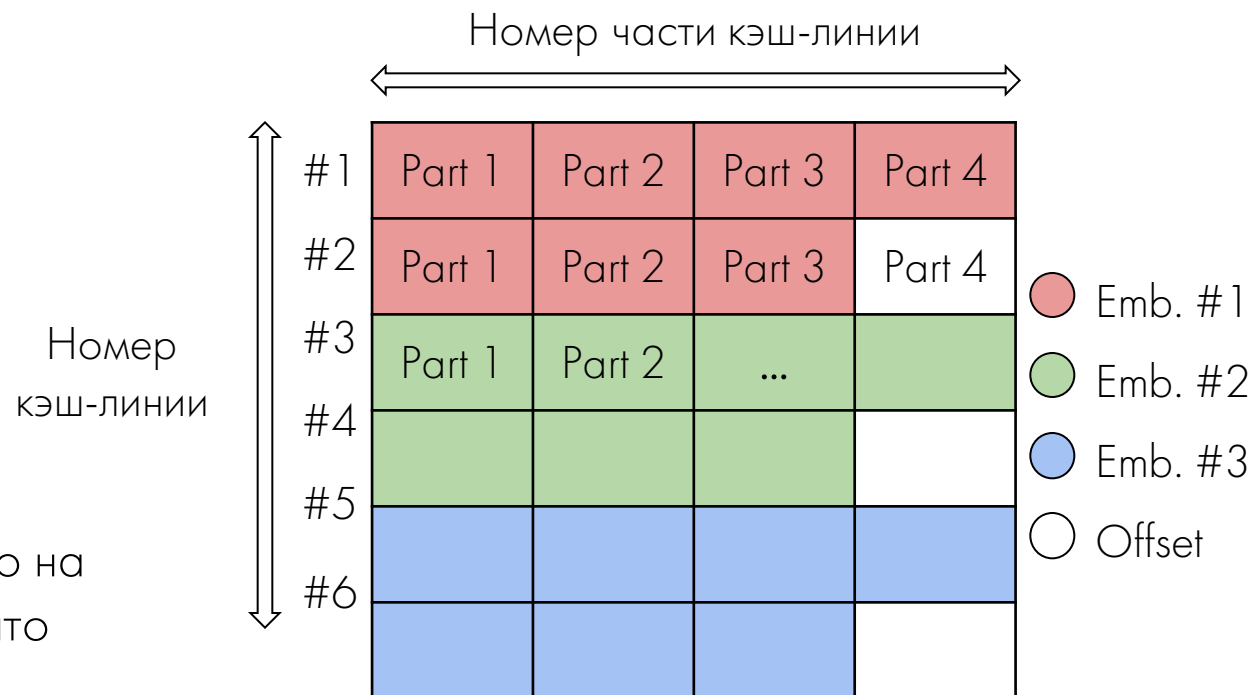 Номер части кэш-линии
#1 Part 1 Part 2 Part 3 Part 4
#2 Part 1 Part 2 Part 3 Part 4
#3 Part 1 Part 2 ...
#4
#5
#6
Номер
кэш-линии
на
Emb. #1
Emb. #2
Emb. #3
Offset